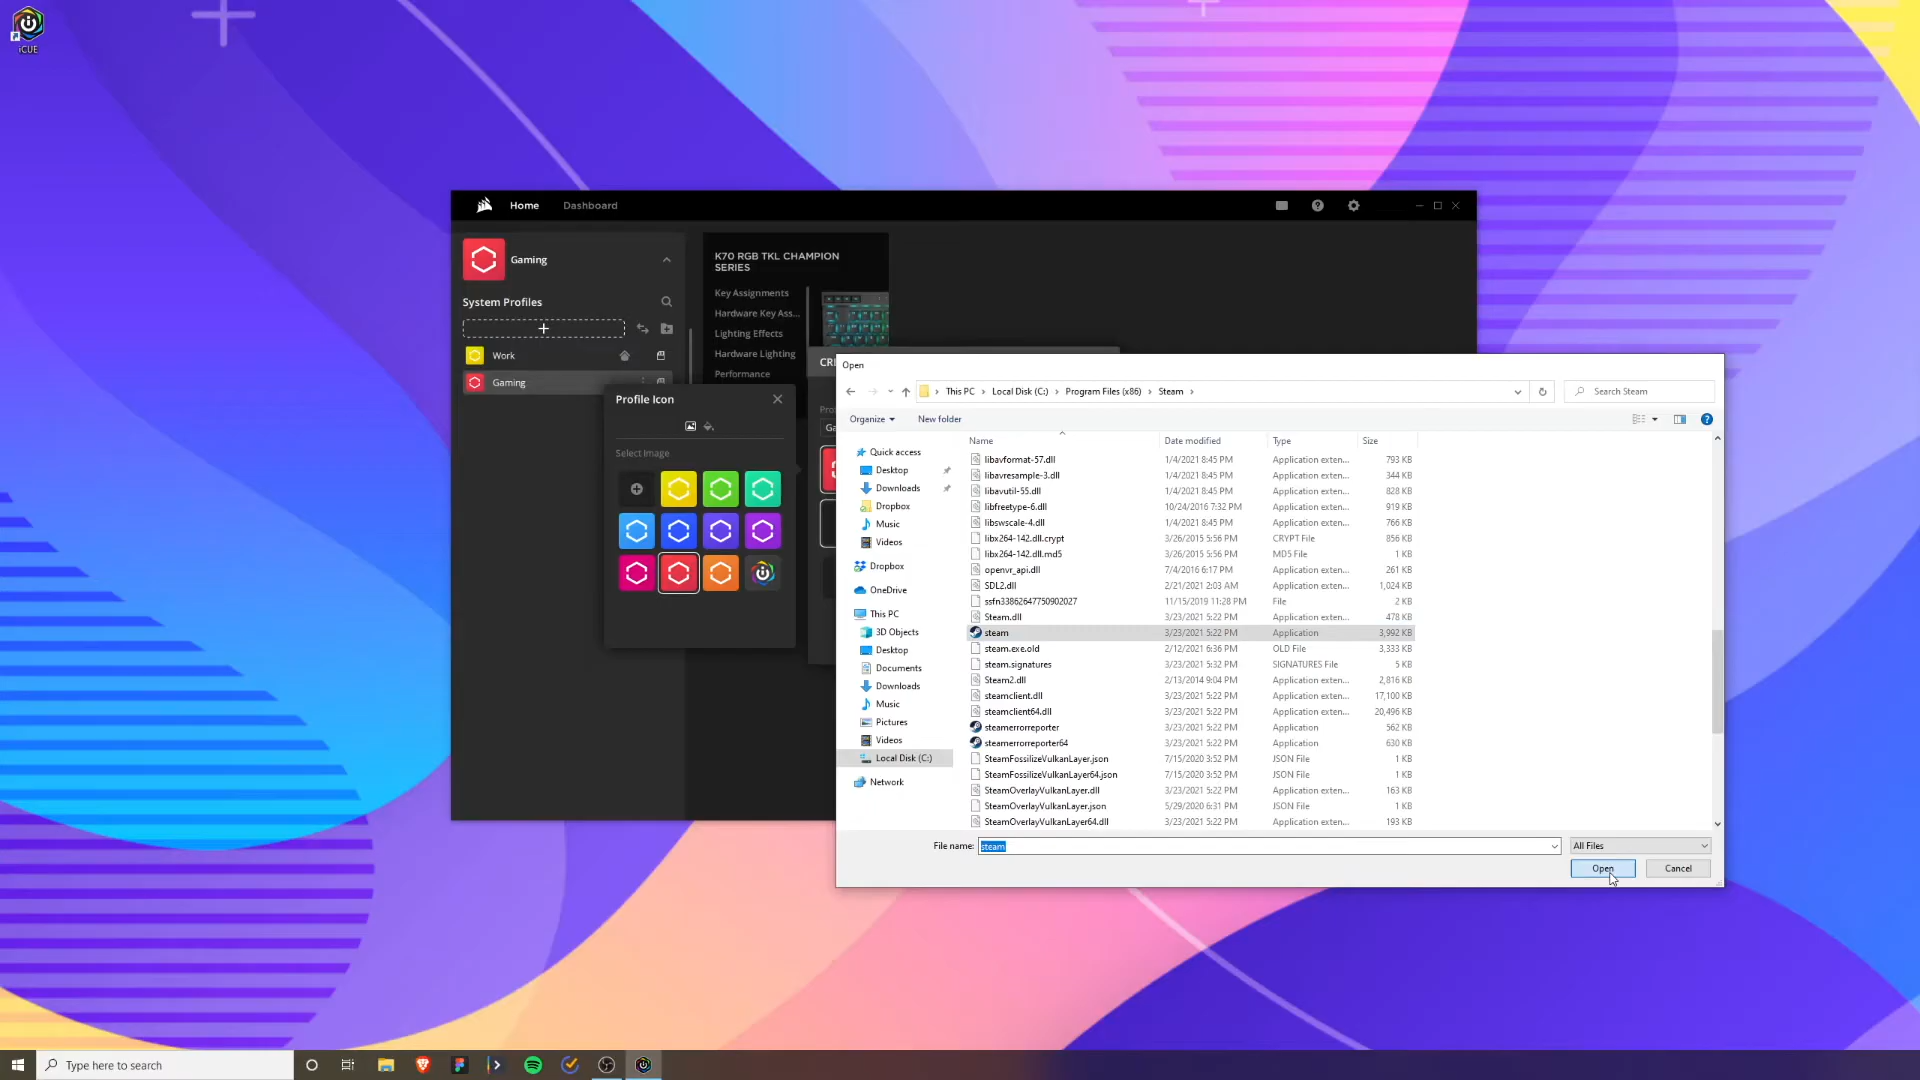 iCUE
Home
Dashboard
Gaming
System Profiles
Work
Gaming
K70 RGB TKL CHAMPION
SERIES
Key Assignments
Hardware Key Ass...
Lighting Effects
Hardware Lighting
Performance
Profile Icon
Select Image
Open
This PC
Local Disk (C:)
Program Files (x86)
Steam
Search Steam
Organize
New folder
Name
Date modified
Type
Size
Quick access
Desktop
Downloads
Dropbox
Music
Videos
Dropbox
OneDrive
This PC
3D Objects
Desktop
Documents
Downloads
Music
Pictures
Videos
Local Disk (C:)
Network
libavformat-57.dll 1/4/2021 8:45 PM Application exten... 793 KB
libavresample-3.dll 1/4/2021 8:45 PM Application exten... 344 KB
libavutil-55.dll 1/4/2021 8:45 PM Application exten... 828 KB
libfreetype-6.dll 10/24/2016 7:32 PM Application exten... 919 KB
libswscale-4.dll 1/4/2021 8:45 PM Application exten... 766 KB
libx264-142.dll.crypt 3/26/2015 5:56 PM CRYPT File 856 KB
libx264-142.dll.md5 3/26/2015 5:56 PM MD5 File 1 KB
openvr_api.dll 7/4/2016 6:17 PM Application exten... 261 KB
SDL2.dll 2/21/2021 2:03 AM Application exten... 1,024 KB
ssfn33862647750902027 11/15/2019 11:28 PM File 2 KB
Steam.dll 3/23/2021 5:22 PM Application exten... 478 KB
steam 3/23/2021 5:22 PM Application 3,992 KB
steam.exe.old 2/12/2021 6:36 PM OLD File 3,333 KB
steam.signatures 3/23/2021 5:32 PM SIGNATURES File 5 KB
Steam2.dll 2/13/2014 9:04 PM Application exten... 2,816 KB
steamclient.dll 3/23/2021 5:22 PM Application exten... 17,100 KB
steamclient64.dll 3/23/2021 5:22 PM Application exten... 20,496 KB
steamerrorreporter 3/23/2021 5:22 PM Application 562 KB
steamerrorreporter64 3/23/2021 5:22 PM Application 630 KB
SteamFossilizeVulkanLayer.json 7/15/2020 3:52 PM JSON File 1 KB
SteamFossilizeVulkanLayer64.json 7/15/2020 3:52 PM JSON File 1 KB
SteamOverlayVulkanLayer.dll 3/23/2021 5:22 PM Application exten... 163 KB
SteamOverlayVulkanLayer.json 5/29/2020 6:31 PM JSON File 1 KB
SteamOverlayVulkanLayer64.dll 3/23/2021 5:22 PM Application exten... 193 KB
File name: steam
All Files
Open
Cancel
Type here to search